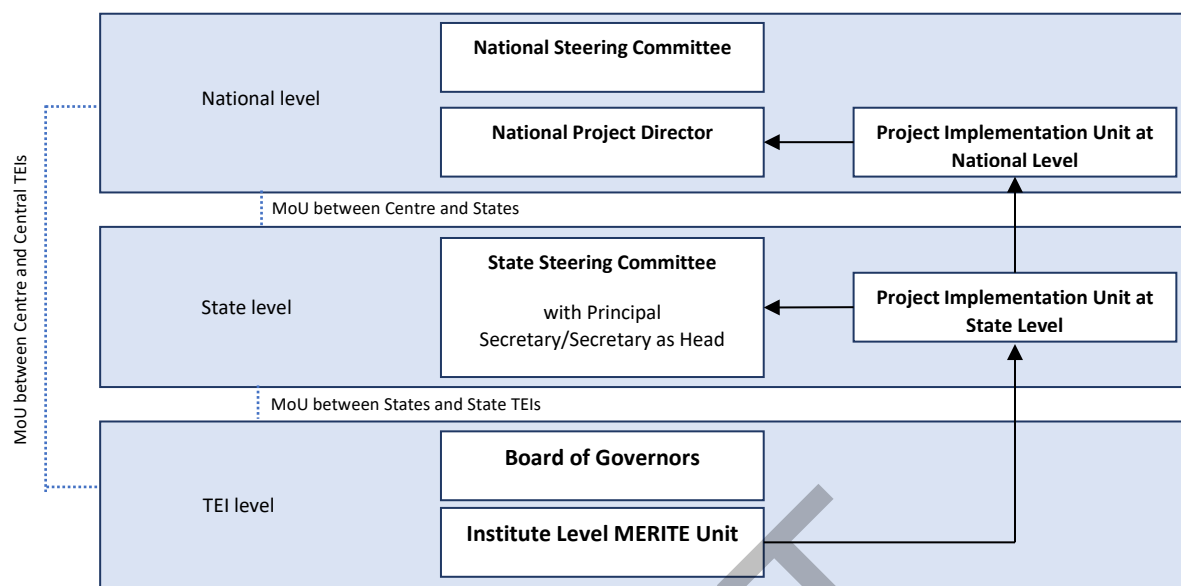 National Steering Committee
National level
National Project Director
Project Implementation Unit at
National Level
MoU between Centre and Central TEIs
MoU between Centre and States
State Steering Committee
with Principal
Secretary/Secretary as Head
State level
Project Implementation Unit at
State Level
MoU between States and State TEIs
Board of Governors
TEI level
Institute Level MERITE Unit